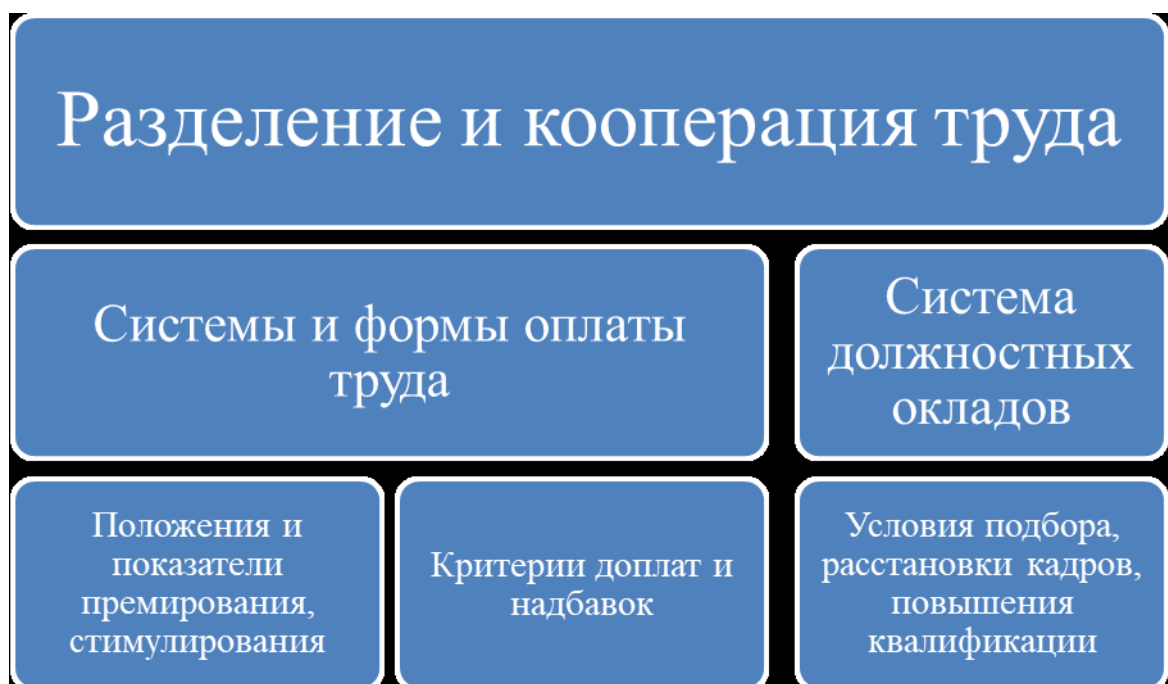 Разделение и кооперация труда
Системы и формы оплаты
труда
Система
должностных
окладов
Положения и
показатели
премирования,
стимулирования
Критерии доплат и
надбавок
Условия подбора,
расстановки кадров,
повышения
квалификации